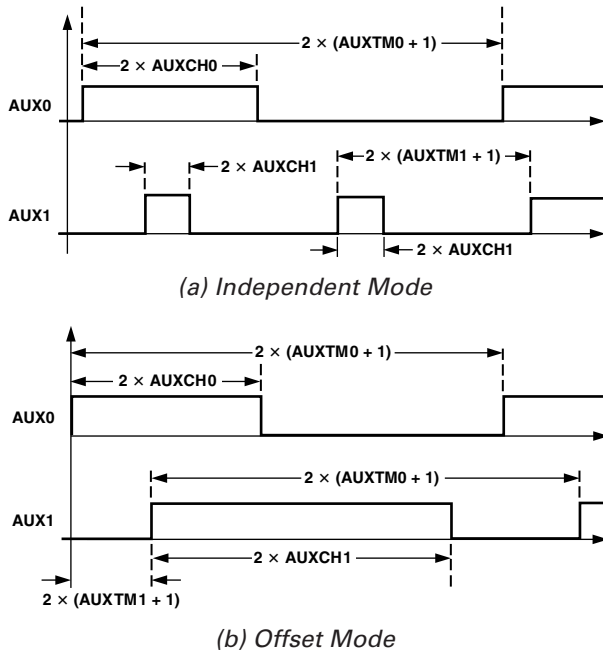 2 × (AUXTM0 + 1)
2 × AUXCH0
AUX0
2 × AUXCH1
2 × (AUXTM1 + 1)
AUX1
2 × AUXCH1
(a) Independent Mode
2 × (AUXTM0 + 1)
2 × AUXCH0
AUX0
2 × (AUXTM0 + 1)
AUX1
2 × AUXCH1
2 × (AUXTM1 + 1)
(b) Offset Mode